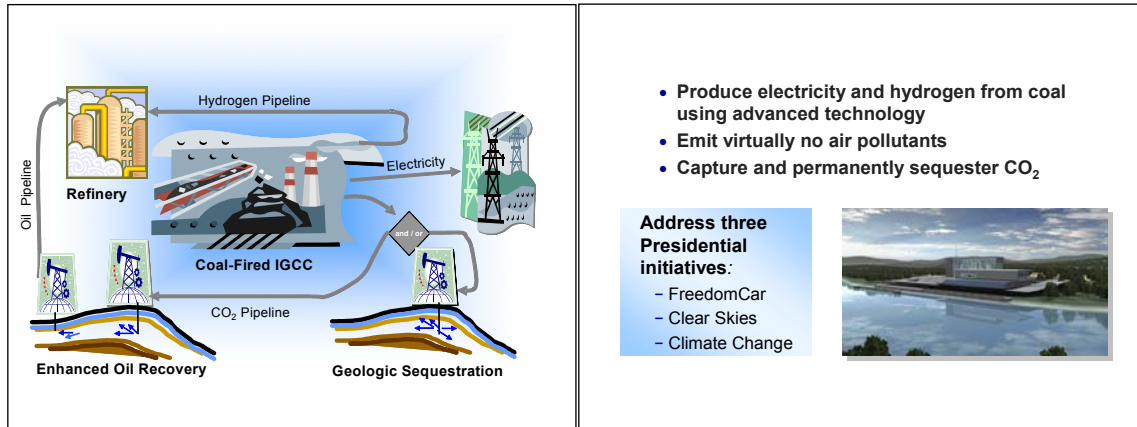 Hydrogen Pipeline
Oil Pipeline
Refinery
Electricity
and / or
Coal-Fired IGCC
CO₂ Pipeline
Enhanced Oil Recovery
Geologic Sequestration
• Produce electricity and hydrogen from coal
using advanced technology
• Emit virtually no air pollutants
• Capture and permanently sequester CO₂
Address three
Presidential
initiatives:
– FreedomCar
– Clear Skies
– Climate Change